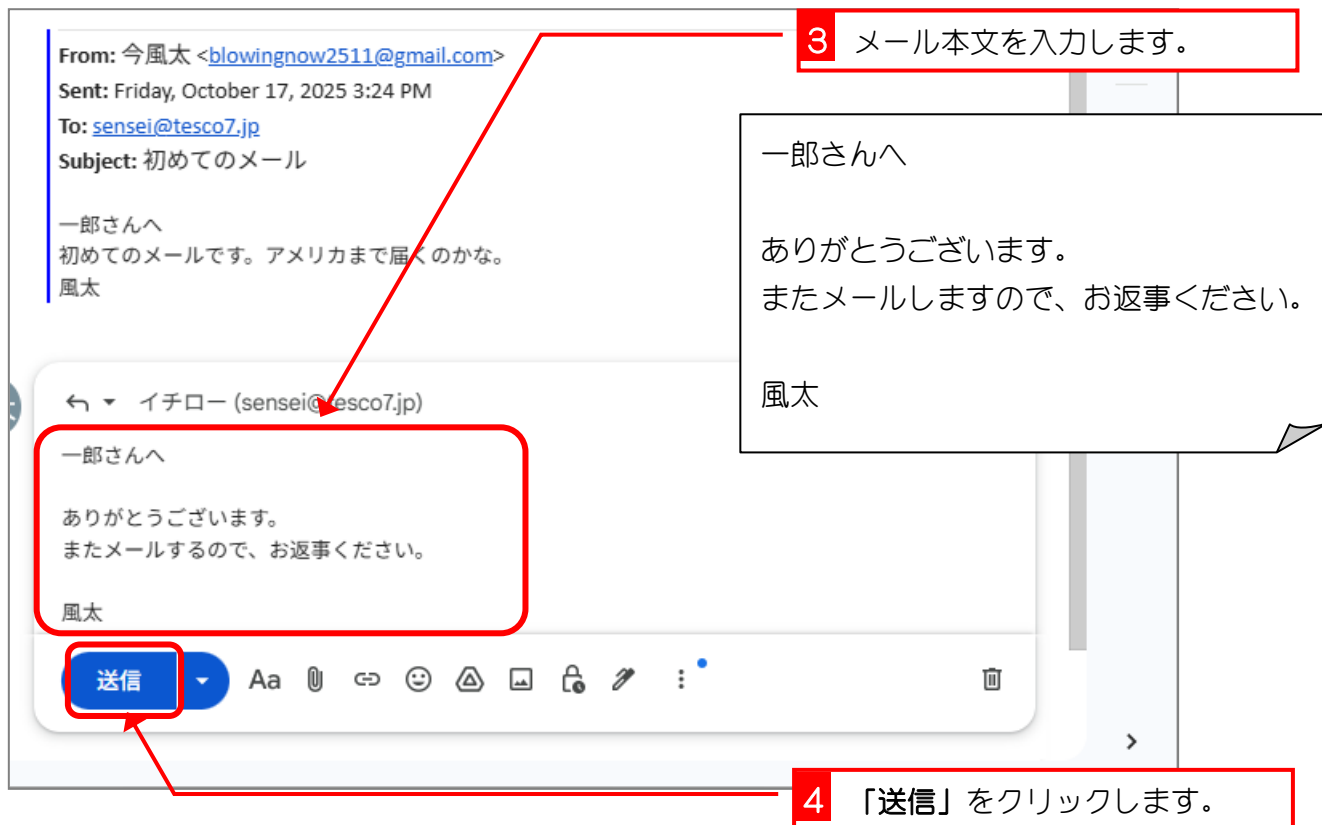 3 メール本文を入力します。
From: 今風太 <blowingnow2511@gmail.com>
Sent: Friday, October 17, 2025 3:24 PM
To: sensei@tesco7.jp
Subject: 初めてのメール
一郎さんへ
初めてのメールです。アメリカまで届くのかな。
風太
一郎さんへ
ありがとうございます。
またメールしますので、お返事ください。
風太
イチロー (sensei@tesco7.jp)
一郎さんへ
ありがとうございます。
またメールするので、お返事ください。
風太
送信 Aa
4 「送信」をクリックします。